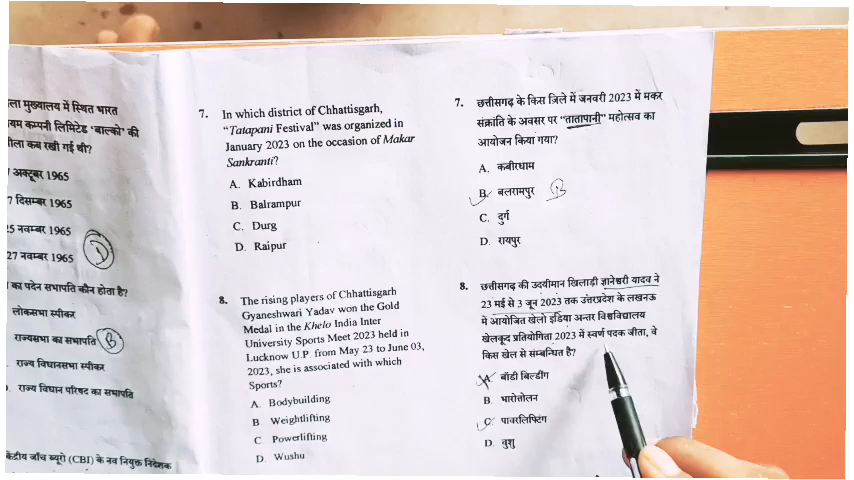 ला मुख्यालय में स्थित भारत
यम कम्पनी लिमिटेड 'बाल्को' की
ीला कब रखी गई थी?
अक्टूबर 1965
7 दिसम्बर 1965
25 नवम्बर 1965
27 नवम्बर 1965
D
का पदेन सभापति कौन होता है?
लोकसभा स्पीकर
राज्यसभा का सभापति B
राज्य विधानसभा स्पीकर
राज्य विधान परिषद का सभापति
केंद्रीय जाँच ब्यूरो (CBI) के नव नियुक्त निदेशक
7. In which district of Chhattisgarh,
"Tatapani Festival" was organized in
January 2023 on the occasion of Makar
Sankranti?
A. Kabirdham
B. Balrampur
C. Durg
D. Raipur
8. The rising players of Chhattisgarh
Gyaneshwari Yadav won the Gold
Medal in the Khelo India Inter
University Sports Meet 2023 held in
Lucknow U.P. from May 23 to June 03,
2023, she is associated with which
Sports?
A. Bodybuilding
B. Weightlifting
C Powerlifting
D. Wushu
7. छत्तीसगढ़ के किस ज़िले में जनवरी 2023 में मकर
संक्रांति के अवसर पर "तातापानी" महोत्सव का
आयोजन किया गया?
A. कबीरधाम
B. बलरामपुर B
C. दुर्ग
D. रायपुर
8. छत्तीसगढ़ की उदयीमान खिलाड़ी ज्ञानेश्वरी यादव ने
23 मई से 3 जून 2023 तक उत्तरप्रदेश के लखनऊ
में आयोजित खेलो इंडिया अन्तर विश्वविद्यालय
खेलकूद प्रतियोगिता 2023 में स्वर्ण पदक जीता, वे
किस खेल से सम्बन्धित है?
A. बॉडी बिल्डींग
B. भारोत्तोलन
C. पावरलिफ्टिंग
D. वुशु